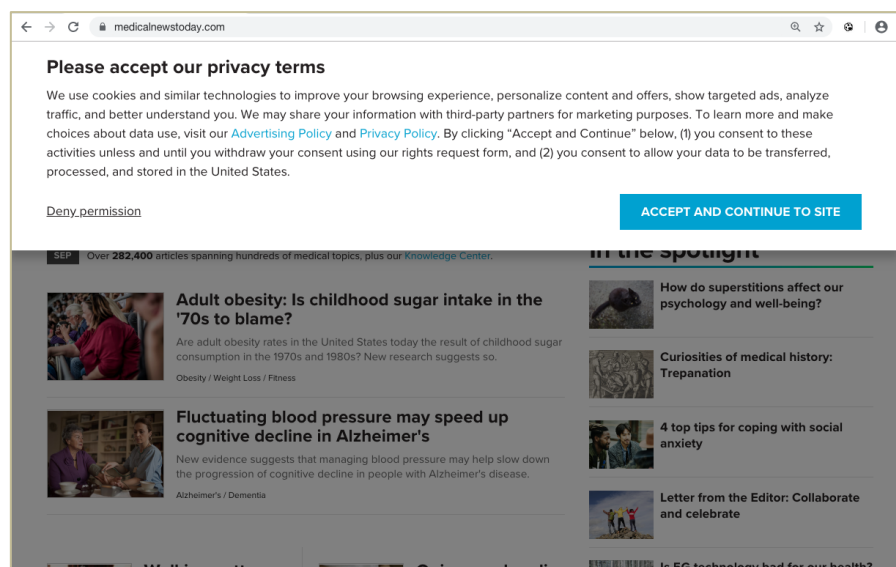 medicalnewstoday.com
Please accept our privacy terms
We use cookies and similar technologies to improve your browsing experience, personalize content and offers, show targeted ads, analyze
traffic, and better understand you. We may share your information with third-party partners for marketing purposes. To learn more and make
choices about data use, visit our Advertising Policy and Privacy Policy. By clicking “Accept and Continue” below, (1) you consent to these
activities unless and until you withdraw your consent using our rights request form, and (2) you consent to allow your data to be transferred,
processed, and stored in the United States.
Deny permission
ACCEPT AND CONTINUE TO SITE
SEP Over 282,400 articles spanning hundreds of medical topics, plus our Knowledge Center.
Adult obesity: Is childhood sugar intake in the
'70s to blame?
Are adult obesity rates in the United States today the result of childhood sugar
consumption in the 1970s and 1980s? New research suggests so.
Obesity / Weight Loss / Fitness
Fluctuating blood pressure may speed up
cognitive decline in Alzheimer's
New evidence suggests that managing blood pressure may help slow down
the progression of cognitive decline in people with Alzheimer's disease.
Alzheimer's / Dementia
In the spotlight
How do superstitions affect our
psychology and well-being?
Curiosities of medical history:
Trepanation
4 top tips for coping with social
anxiety
Letter from the Editor: Collaborate
and celebrate
Is 5G technology bad for our health?